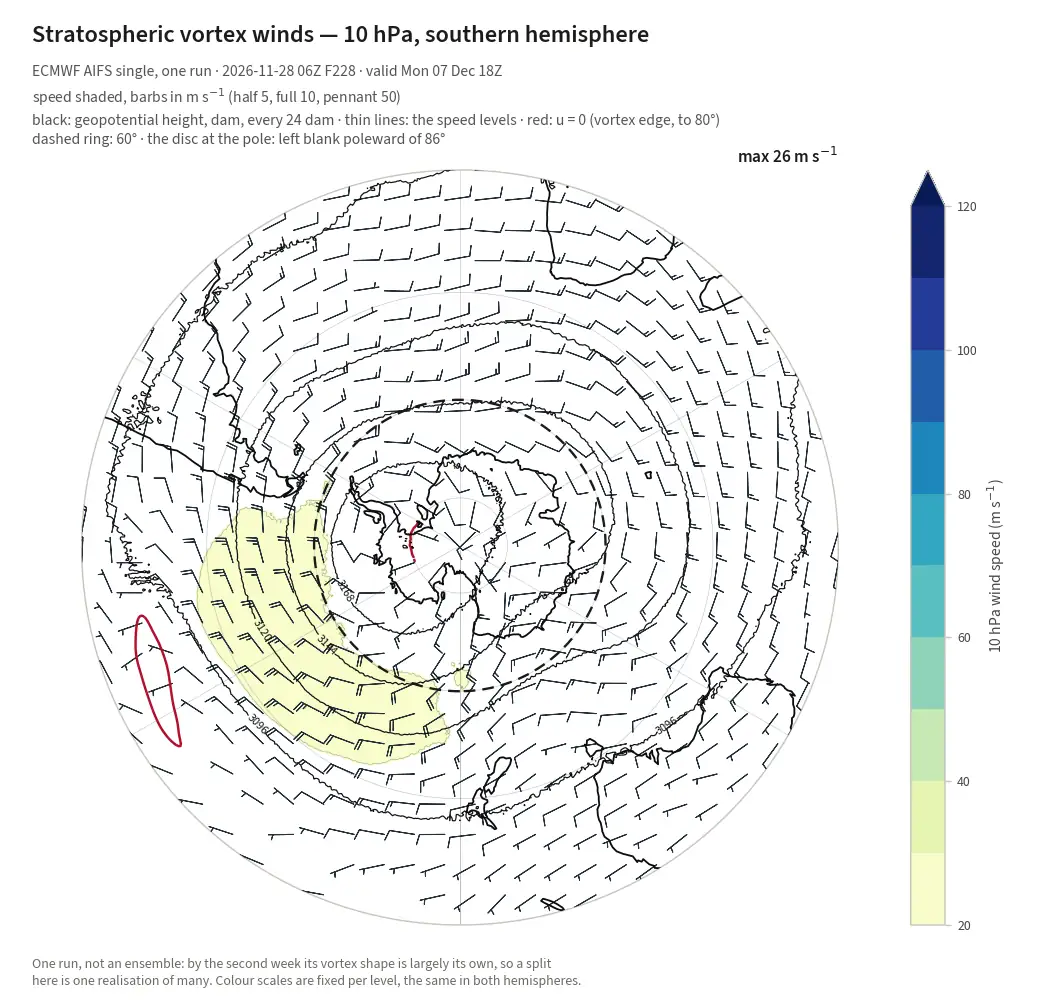 Stratospheric vortex winds — 10 hPa, southern hemisphere
ECMWF AIFS single, one run · 2026-11-28 06Z F228 · valid Mon 07 Dec 18Z
speed shaded, barbs in m s⁻¹ (half 5, full 10, pennant 50)
black: geopotential height, dam, every 24 dam · thin lines: the speed levels · red: u = 0 (vortex edge, to 80°)
dashed ring: 60° · the disc at the pole: left blank poleward of 86°
max 26 m s⁻¹
120
100
80
60
40
20
10 hPa wind speed (m s⁻¹)
3168
3120
3144
3096
3096
One run, not an ensemble: by the second week its vortex shape is largely its own, so a split
here is one realisation of many. Colour scales are fixed per level, the same in both hemispheres.